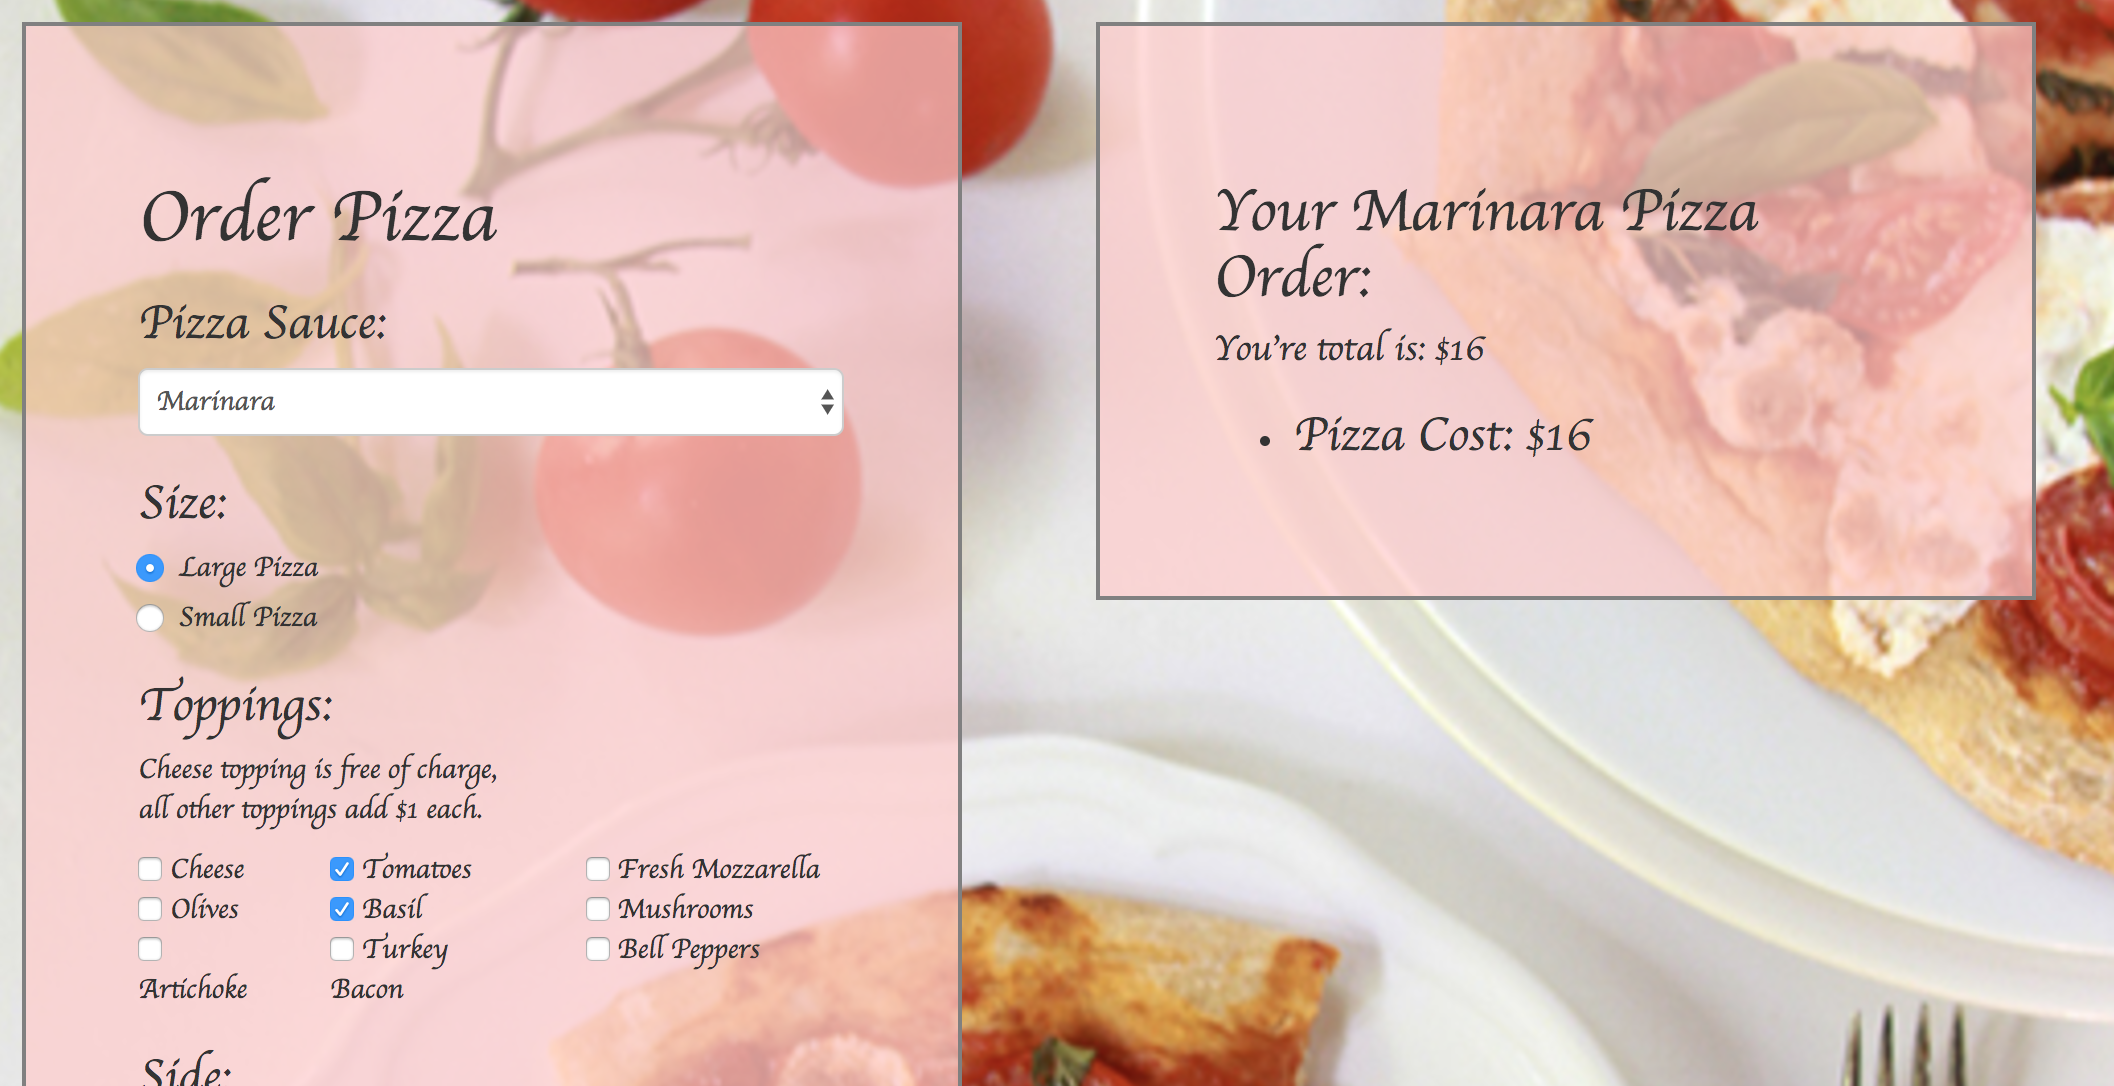 Order Pizza
Pizza Sauce:
Marinara
Size:
Large Pizza
Small Pizza
Toppings:
Cheese topping is free of charge,
all other toppings add $1 each.
Cheese Tomatoes Fresh Mozzarella
Olives Basil Mushrooms
Turkey Bell Peppers
Artichoke Bacon
Side:
Your Marinara Pizza
Order:
You're total is: $16
• Pizza Cost: $16